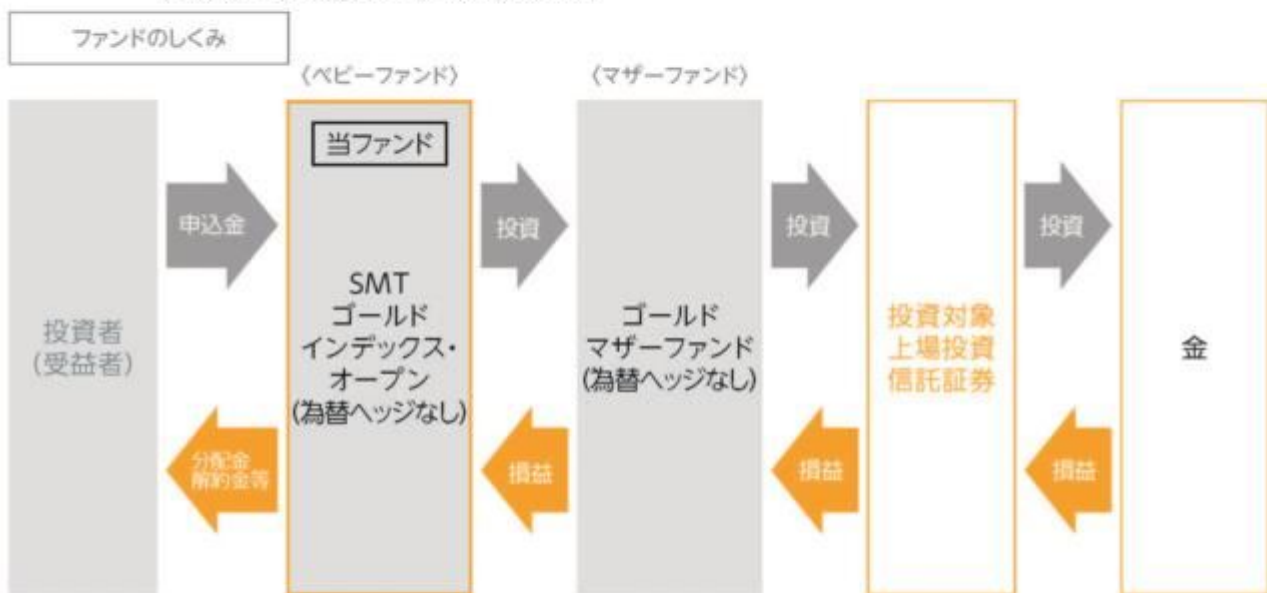 ファンドのしくみ
〈ベビーファンド〉
〈マザーファンド〉
投資者
(受益者)
申込金
分配金
解約金等
当ファンド
SMT
ゴールド
インデックス・
オープン
(為替ヘッジなし)
投資
損益
ゴールド
マザーファンド
(為替ヘッジなし)
投資
損益
投資対象
上場投資
信託証券
投資
損益
金